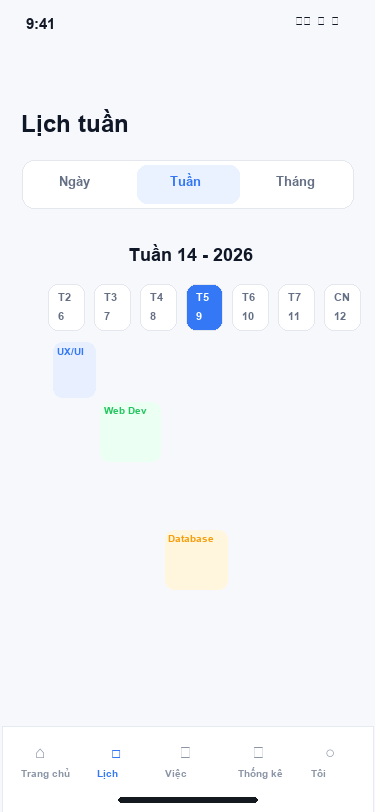 9:41
Lịch tuần
Ngày Tuần Tháng
Tuần 14 - 2026
T2 T3 T4 T5 T6 T7 CN
6 7 8 9 10 11 12
UX/UI
Web Dev
Database
Trang chủ Lịch Việc Thống kê Tôi